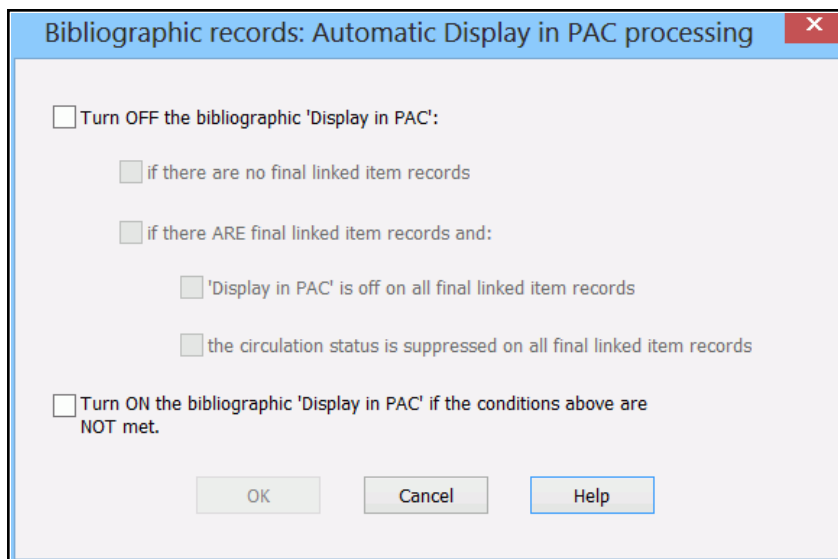 Bibliographic records: Automatic Display in PAC processing
Turn OFF the bibliographic 'Display in PAC':
if there are no final linked item records
if there ARE final linked item records and:
'Display in PAC' is off on all final linked item records
the circulation status is suppressed on all final linked item records
Turn ON the bibliographic 'Display in PAC' if the conditions above are
NOT met.
OK Cancel Help